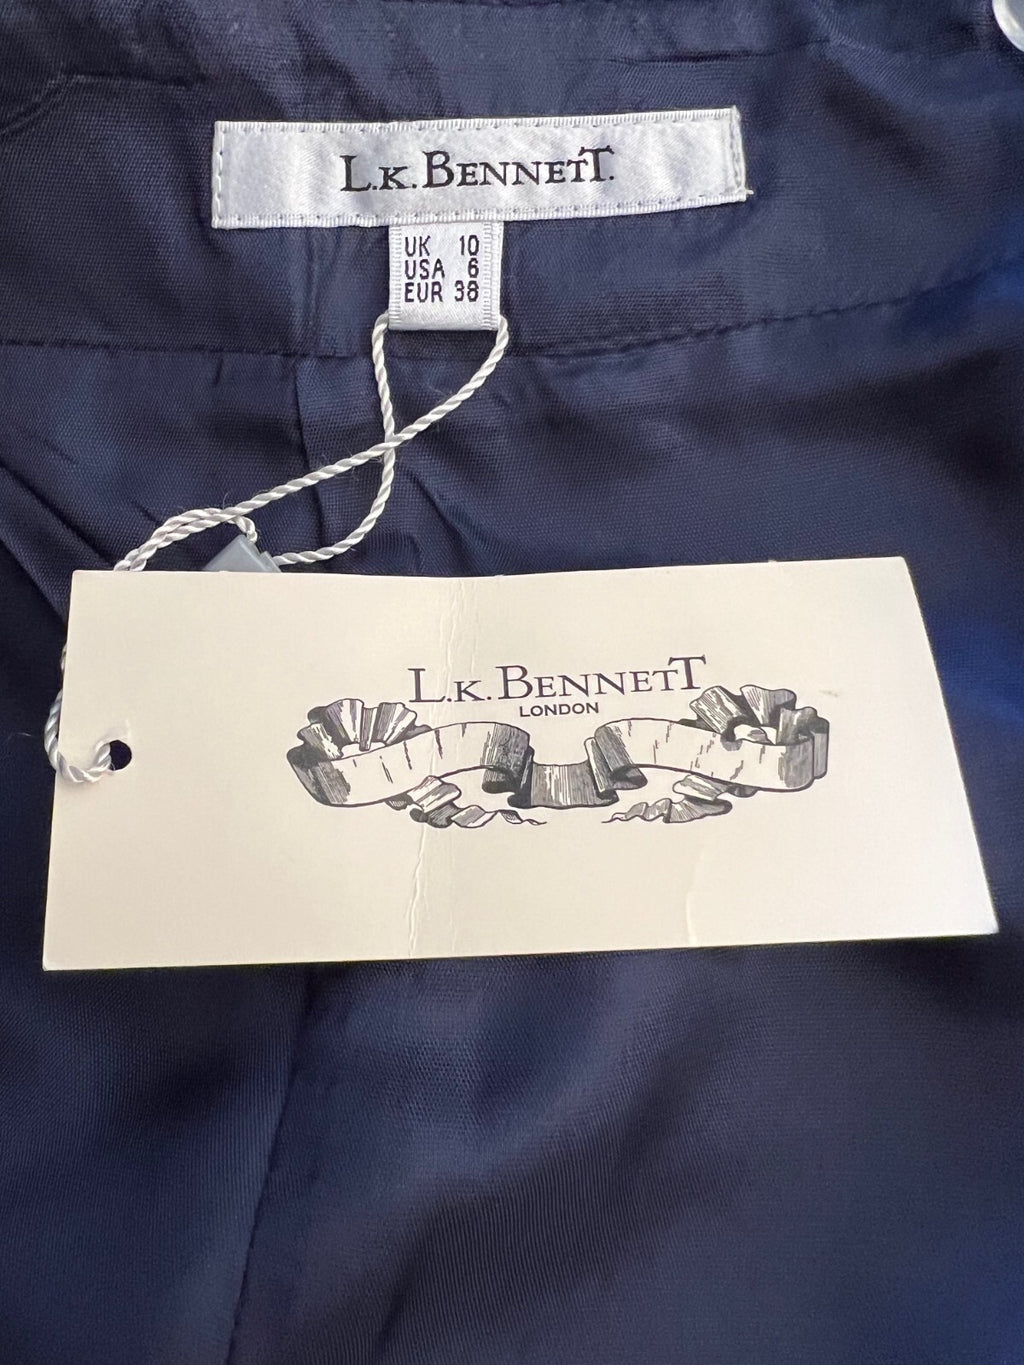 L.K.BENNETT.
UK 10
USA 6
EUR 38
L.K.BENNETT
LONDON